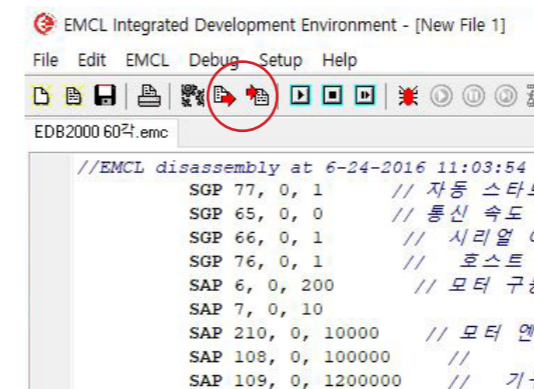 EMCL Integrated Development Environment - [New File 1]
File Edit EMCL Debug Setup Help
EDB2000 60각.emc
//EMCL disassembly at 6-24-2016 11:03:54
SGP 77, 0, 1 // 자동 스타트
SGP 65, 0, 0 // 통신 속도
SGP 66, 0, 1 // 시리얼
SGP 76, 0, 1 // 호스트
SAP 6, 0, 200 // 모터
SAP 7, 0, 10
SAP 210, 0, 10000 // 모터
SAP 108, 0, 100000 //
SAP 109, 0, 1200000 //